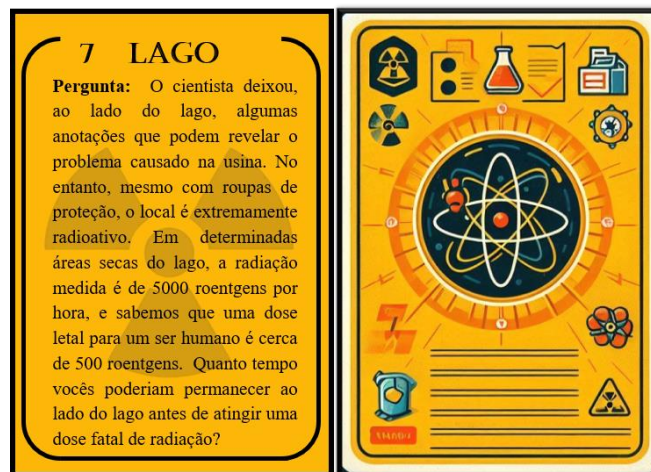 7 LAGO
Pergunta: O cientista deixou,
ao lado do lago, algumas
anotações que podem revelar o
problema causado na usina. No
entanto, mesmo com roupas de
proteção, o local é extremamente
radioativo. Em determinadas
áreas secas do lago, a radiação
medida é de 5000 roentgens por
hora, e sabemos que uma dose
letal para um ser humano é cerca
de 500 roentgens. Quanto tempo
vocês poderiam permanecer ao
lado do lago antes de atingir uma
dose fatal de radiação?